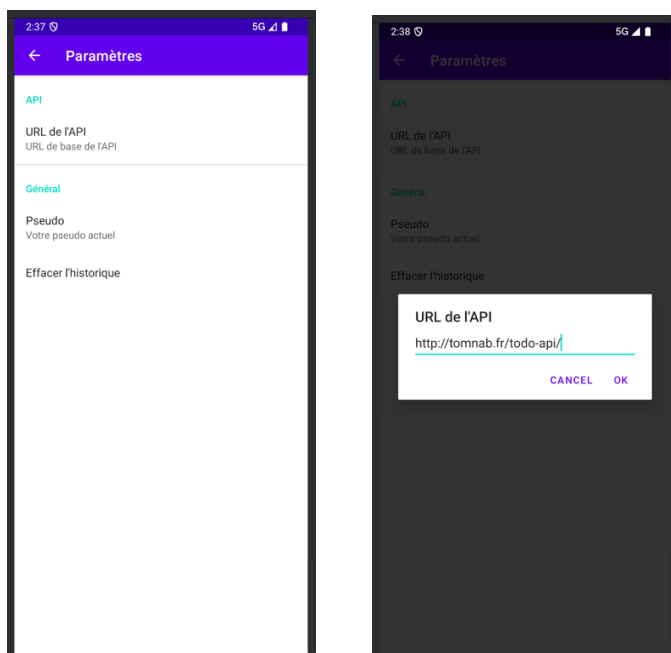 2:37 5G
Paramètres
API
URL de l'API
URL de base de l'API
Général
Pseudo
Votre pseudo actuel
Effacer l'historique
2:38 5G
Paramètres
API
URL de l'API
URL de base de l'API
Général
Pseudo
Votre pseudo actuel
Effacer l'historique
URL de l'API
http://tomnab.fr/todo-api/
CANCEL OK